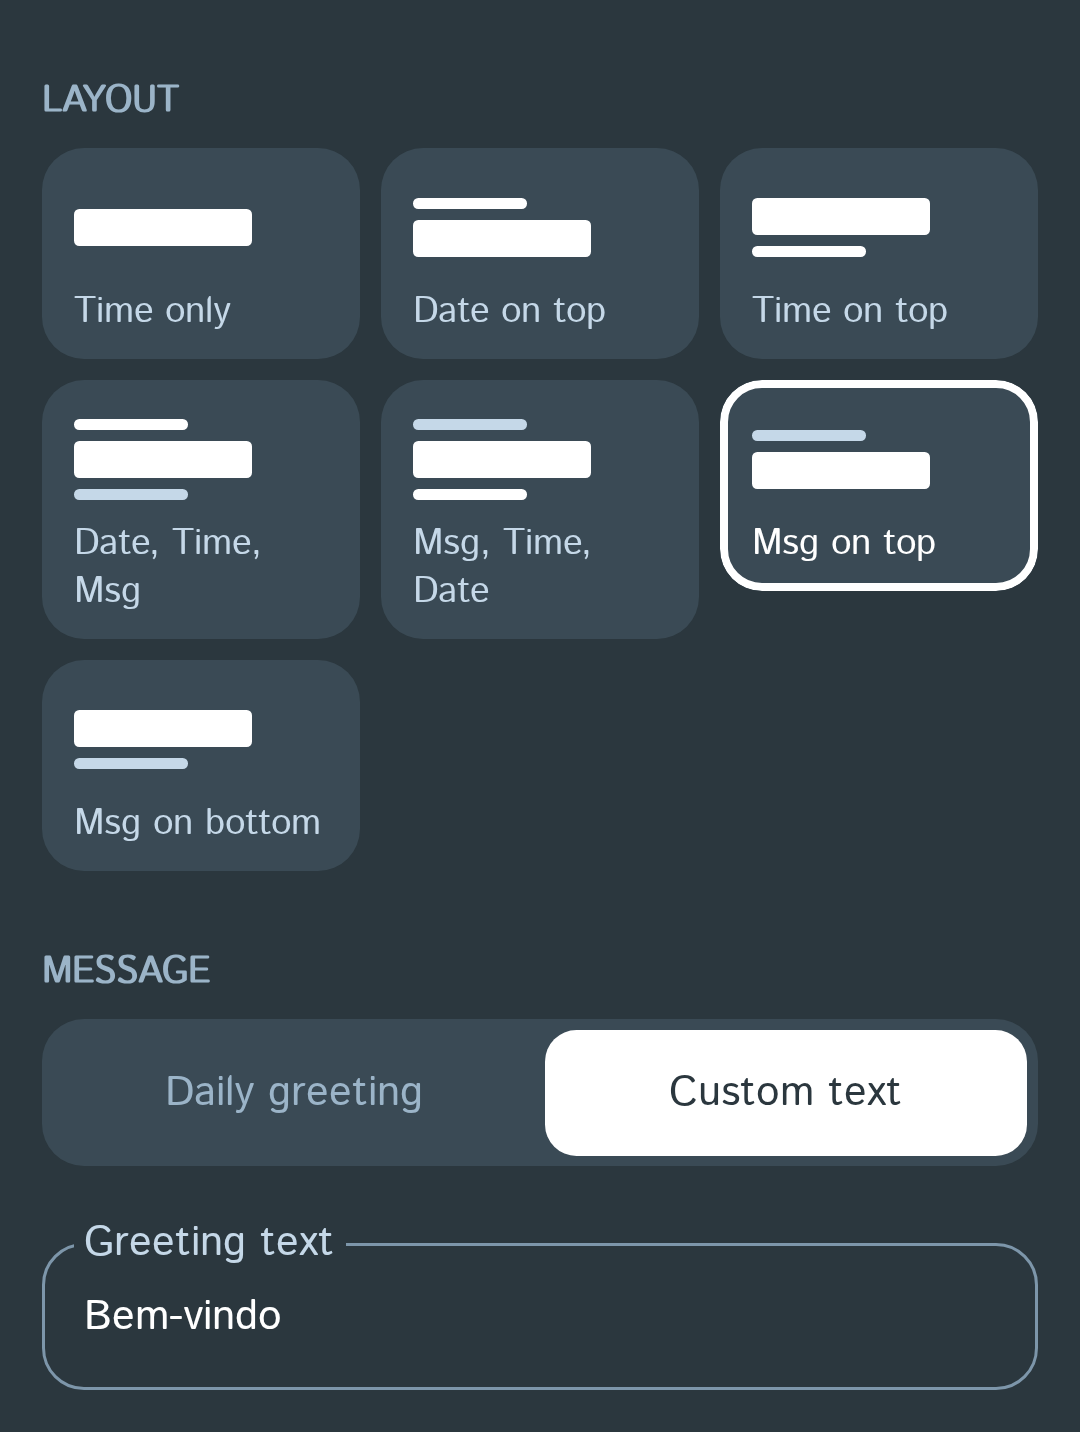 LAYOUT
Time only
Date on top
Time on top
Date, Time,
Msg
Msg, Time,
Date
Msg on top
Msg on bottom
MESSAGE
Daily greeting
Custom text
Greeting text
Bem-vindo